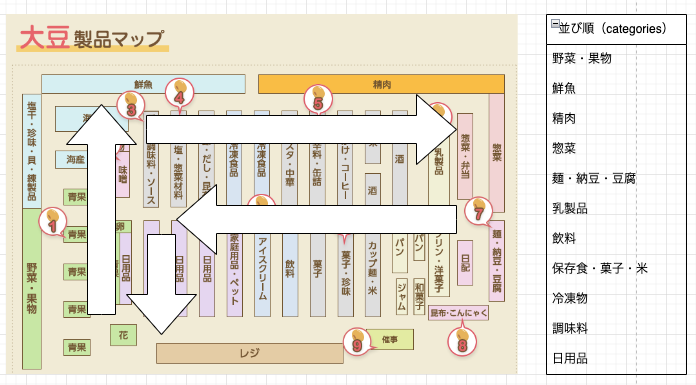 大豆製品マップ
鮮魚
精肉
塩干・珍味・貝・練製品
野菜・果物
海産
青果
青果
青果
青果
青果
味噌
卵
日用品
花
3
4
5
1
7
8
9
調味料・ソース
塩・惣菜材料
冷凍食品
冷凍食品
スタ・中華
辛料・缶詰
け・コーヒー
酒
酒
乳製品
惣菜・弁当
惣菜
日用品
日用品
家庭用品・ペット
アイスクリーム
飲料
菓子
菓子・珍味
カップ麺・米
パン
ジャム
パン
和菓子
プリン・洋菓子
日記
麺・納豆・豆腐
昆布・こんにゃく
催事
レジ
並び順（categories）
野菜・果物
鮮魚
精肉
惣菜
麺・納豆・豆腐
乳製品
飲料
保存食・菓子・米
冷凍物
調味料
日用品